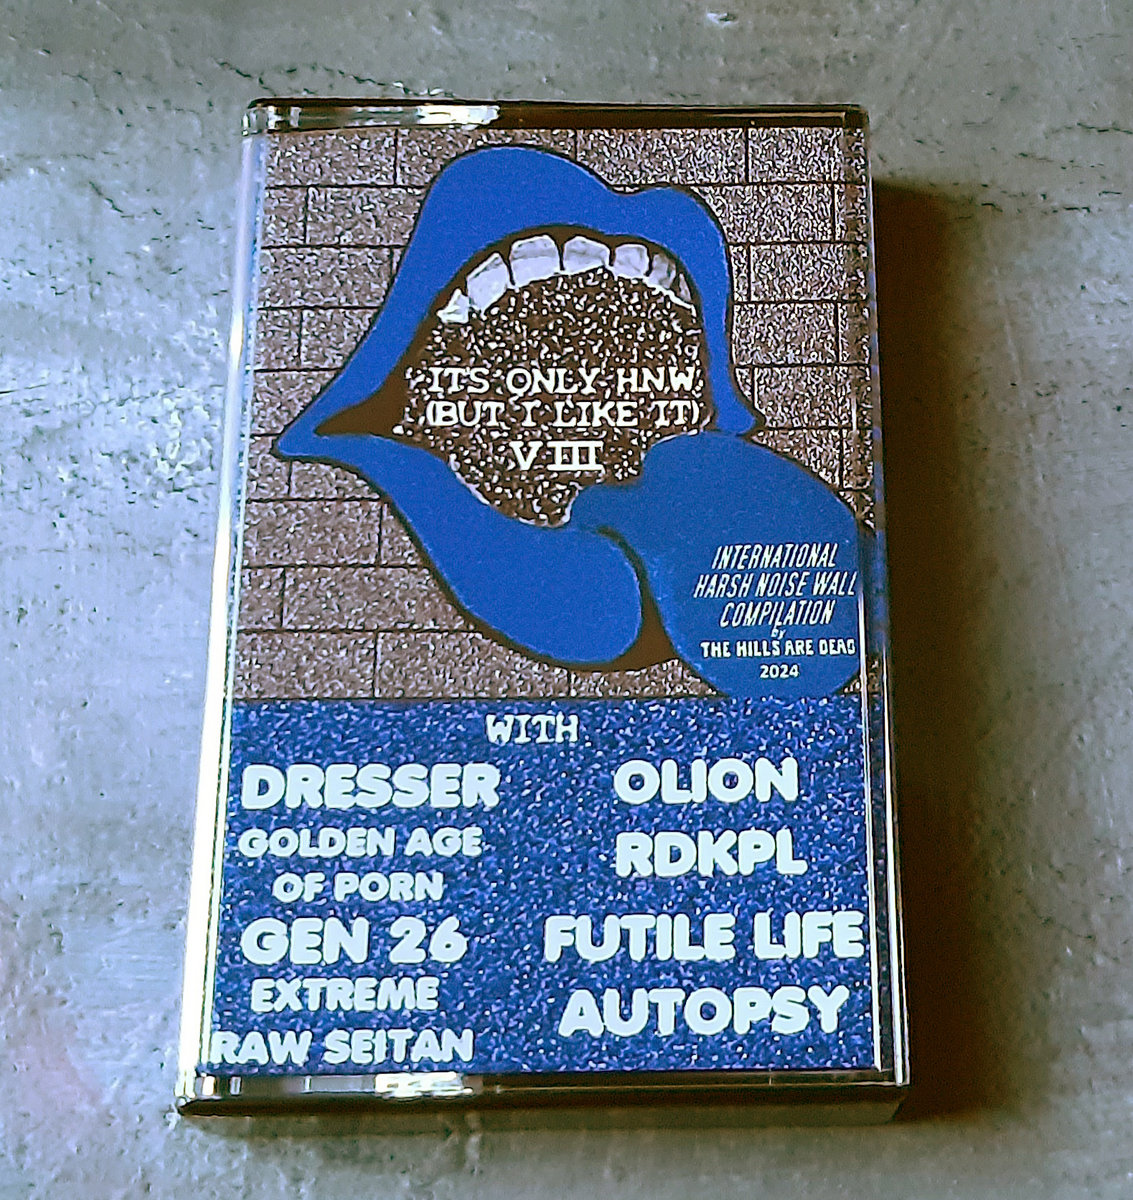 IT'S ONLY H.N.W.
(BUT I LIKE IT)
VIII
INTERNATIONAL
HARSH NOISE WALL
COMPILATION
by
THE HILLS ARE DEAD
2024
WITH
DRESSER
GOLDEN AGE
OF PORN
GEN 26
EXTREME
RAW SEITAN
OLION
RDKPL
FUTILE LIFE
AUTOPSY